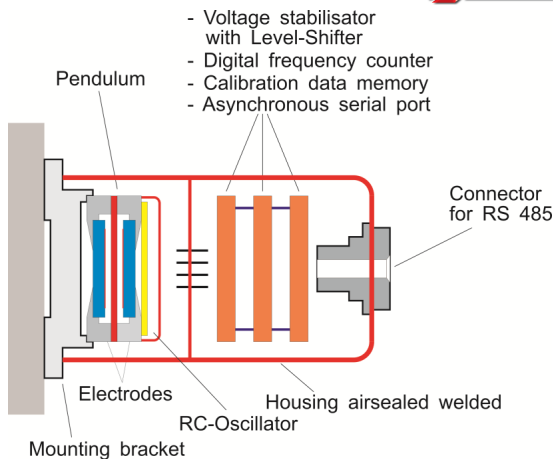 - Voltage stabilisator
with Level-Shifter
- Digital frequency counter
- Calibration data memory
- Asynchronous serial port
Pendulum
Connector
for RS 485
Electrodes
Housing airsealed welded
RC-Oscillator
Mounting bracket